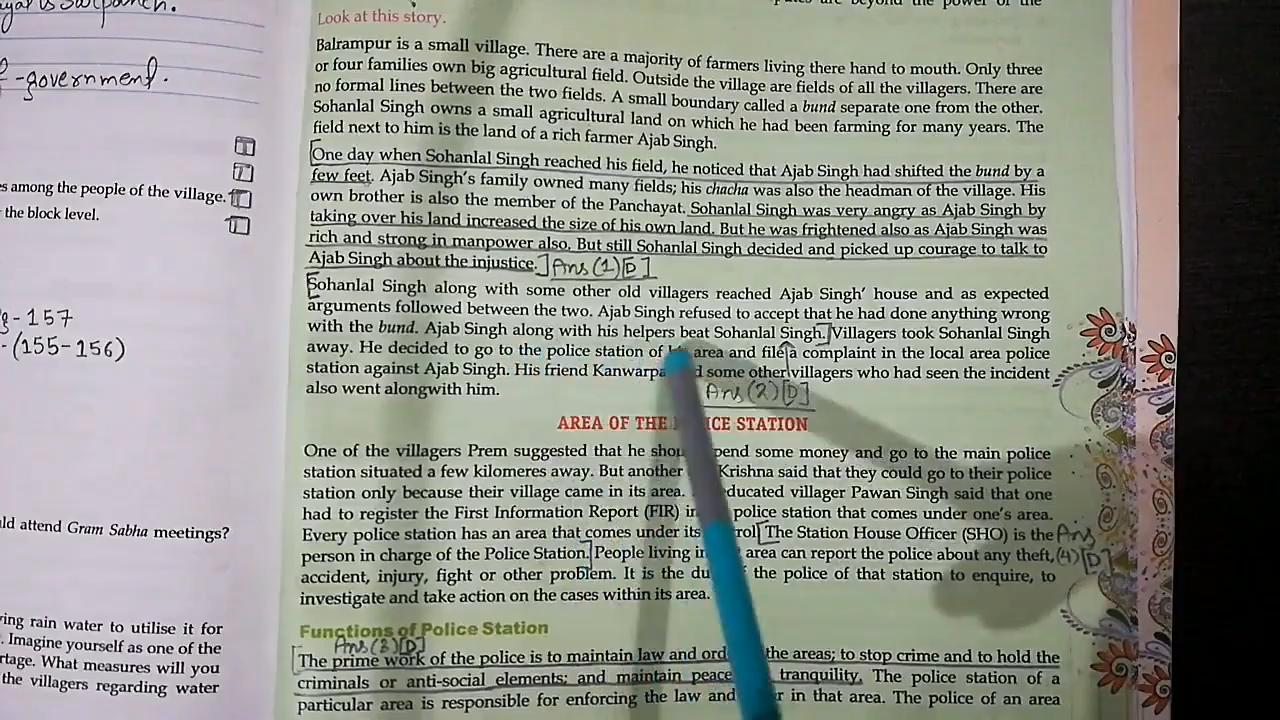 is Sarpanch.
-government.
es among the people of the village.
the block level.
g-157
-(155-156)
uld attend Gram Sabha meetings?
ring rain water to utilise it for
. Imagine yourself as one of the
rtage. What measures will you
the villagers regarding water
are beyond the power of the
Look at this story.
Balrampur is a small village. There are a majority of farmers living there hand to mouth. Only three
or four families own big agricultural field. Outside the village are fields of all the villagers. There are
no formal lines between the two fields. A small boundary called a bund separate one from the other.
Sohanlal Singh owns a small agricultural land on which he had been farming for many years. The
field next to him is the land of a rich farmer Ajab Singh.
[One day when Sohanlal Singh reached his field, he noticed that Ajab Singh had shifted the bund by a
few feet. Ajab Singh's family owned many fields; his chacha was also the headman of the village. His
own brother is also the member of the Panchayat. Sohanlal Singh was very angry as Ajab Singh by
taking over his land increased the size of his own land. But he was frightened also as Ajab Singh was
rich and strong in manpower also. But still Sohanlal Singh decided and picked up courage to talk to
Ajab Singh about the injustice.] Ans(1)[D]
[Sohanlal Singh along with some other old villagers reached Ajab Singh' house and as expected
arguments followed between the two. Ajab Singh refused to accept that he had done anything wrong
with the bund. Ajab Singh along with his helpers beat Sohanlal Singh.] Villagers took Sohanlal Singh
away. He decided to go to the police station of area and file a complaint in the local area police
station against Ajab Singh. His friend some other villagers who had seen the incident
also went alongwith him. Ans(2)[D]
AREA OF THE STATION
One of the villagers Prem suggested that he spend some money and go to the main police
station situated a few kilomeres away. But another Krishna said that they could go to their police
station only because their village came in its area. educated villager Pawan Singh said that one
had to register the First Information Report (FIR) in police station that comes under one's area.
Every police station has an area that comes under its [The Station House Officer (SHO) is the Ans
person in charge of the Police Station.] People living in area can report the police about any theft, (4)[D]
accident, injury, fight or other problem. It is the the police of that station to enquire, to
investigate and take action on the cases within its area.
Functions of Police Station
Ans(3)[D]
[The prime work of the police is to maintain law and the areas; to stop crime and to hold the
criminals or anti-social elements; and maintain peace tranquility. The police station of a
particular area is responsible for enforcing the law and in that area. The police of an area